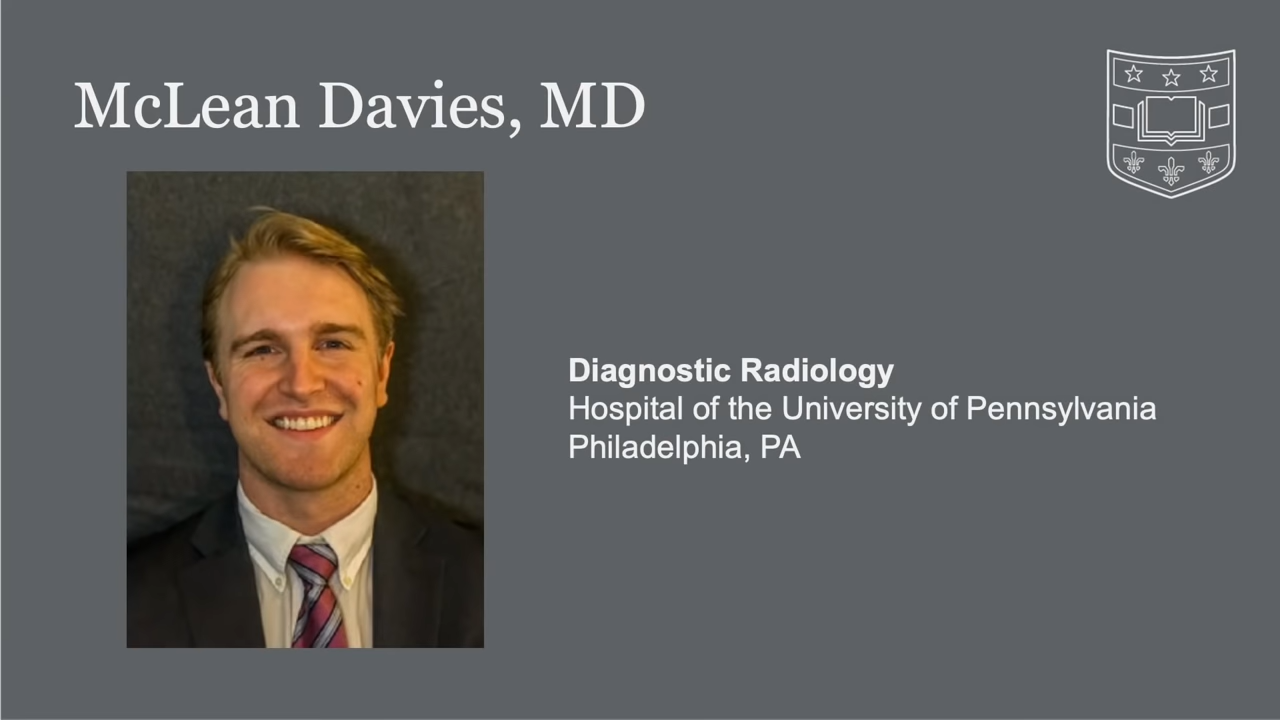 McLean Davies, MD
Diagnostic Radiology
Hospital of the University of Pennsylvania
Philadelphia, PA